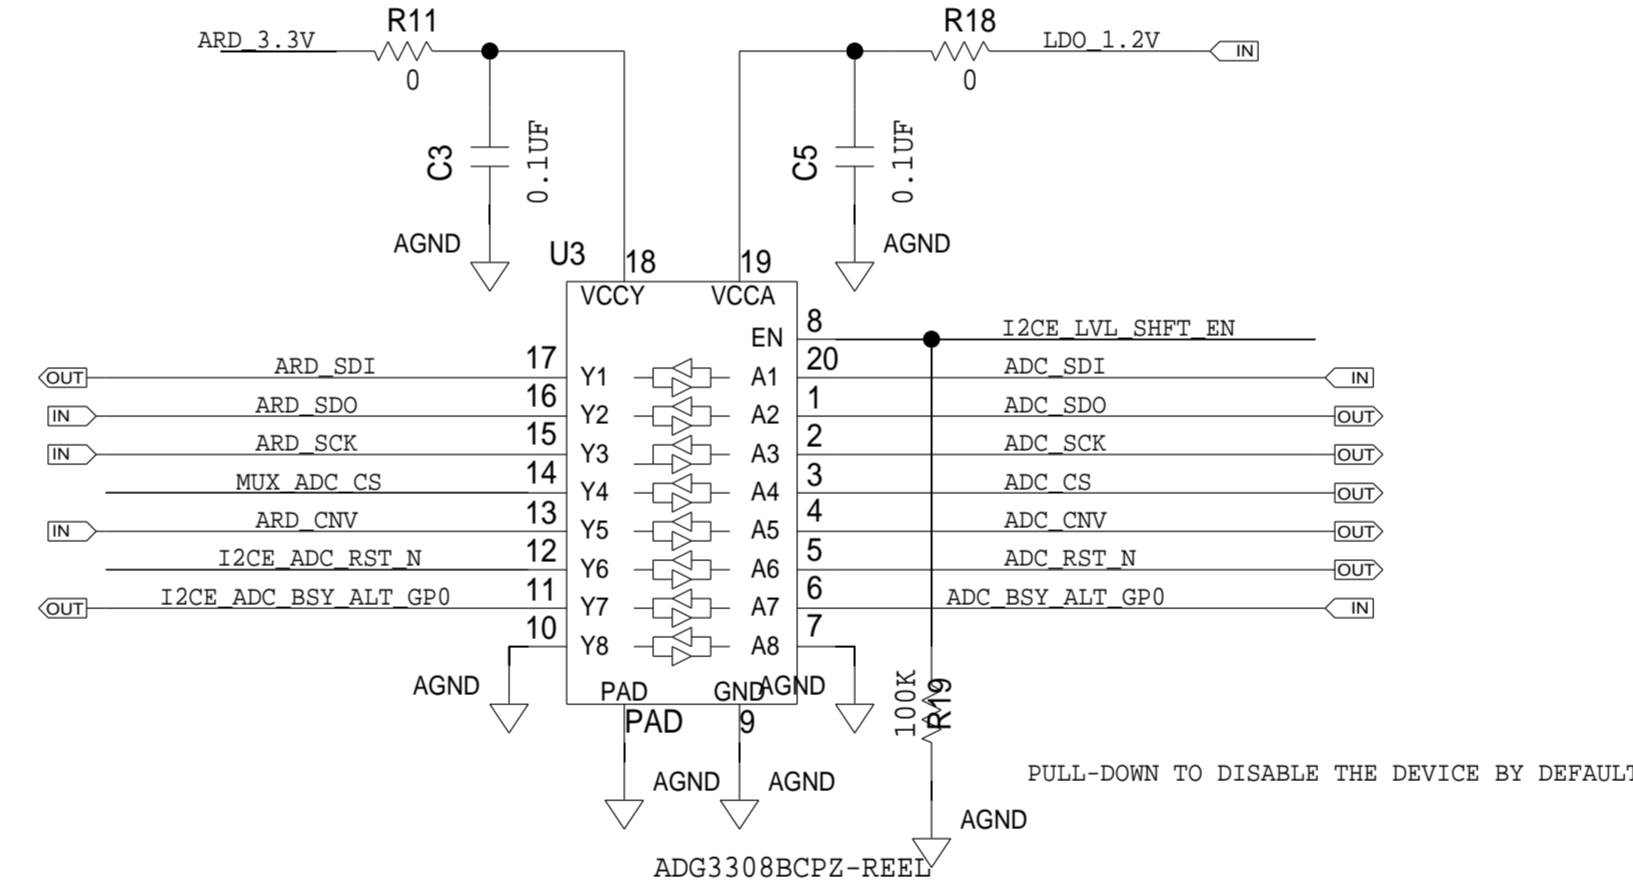 R11
R18
ARD_3.3V
LDO_1.2V
IN
0
0
C3
0.1UF
C5
0.1UF
AGND
AGND
U3
18
19
VCCY
VCCA
EN
8
I2CE_LVL_SHFT_EN
OUT
ARD_SDI
17
Y1
A1
20
ADC_SDI
IN
IN
ARD_SDO
16
Y2
A2
1
ADC_SDO
OUT
IN
ARD_SCK
15
Y3
A3
2
ADC_SCK
OUT
MUX_ADC_CS
14
Y4
A4
3
ADC_CS
OUT
IN
ARD_CNV
13
Y5
A5
4
ADC_CNV
OUT
I2CE_ADC_RST_N
12
Y6
A6
5
ADC_RST_N
OUT
OUT
I2CE_ADC_BSY_ALT_GP0
11
Y7
A7
6
ADC_BSY_ALT_GP0
IN
10
Y8
A8
7
AGND
PAD
GND
AGND
100K
R19
PAD
9
AGND
AGND
PULL-DOWN TO DISABLE THE DEVICE BY DEFAULT
AGND
ADG3308BCPZ-REEL